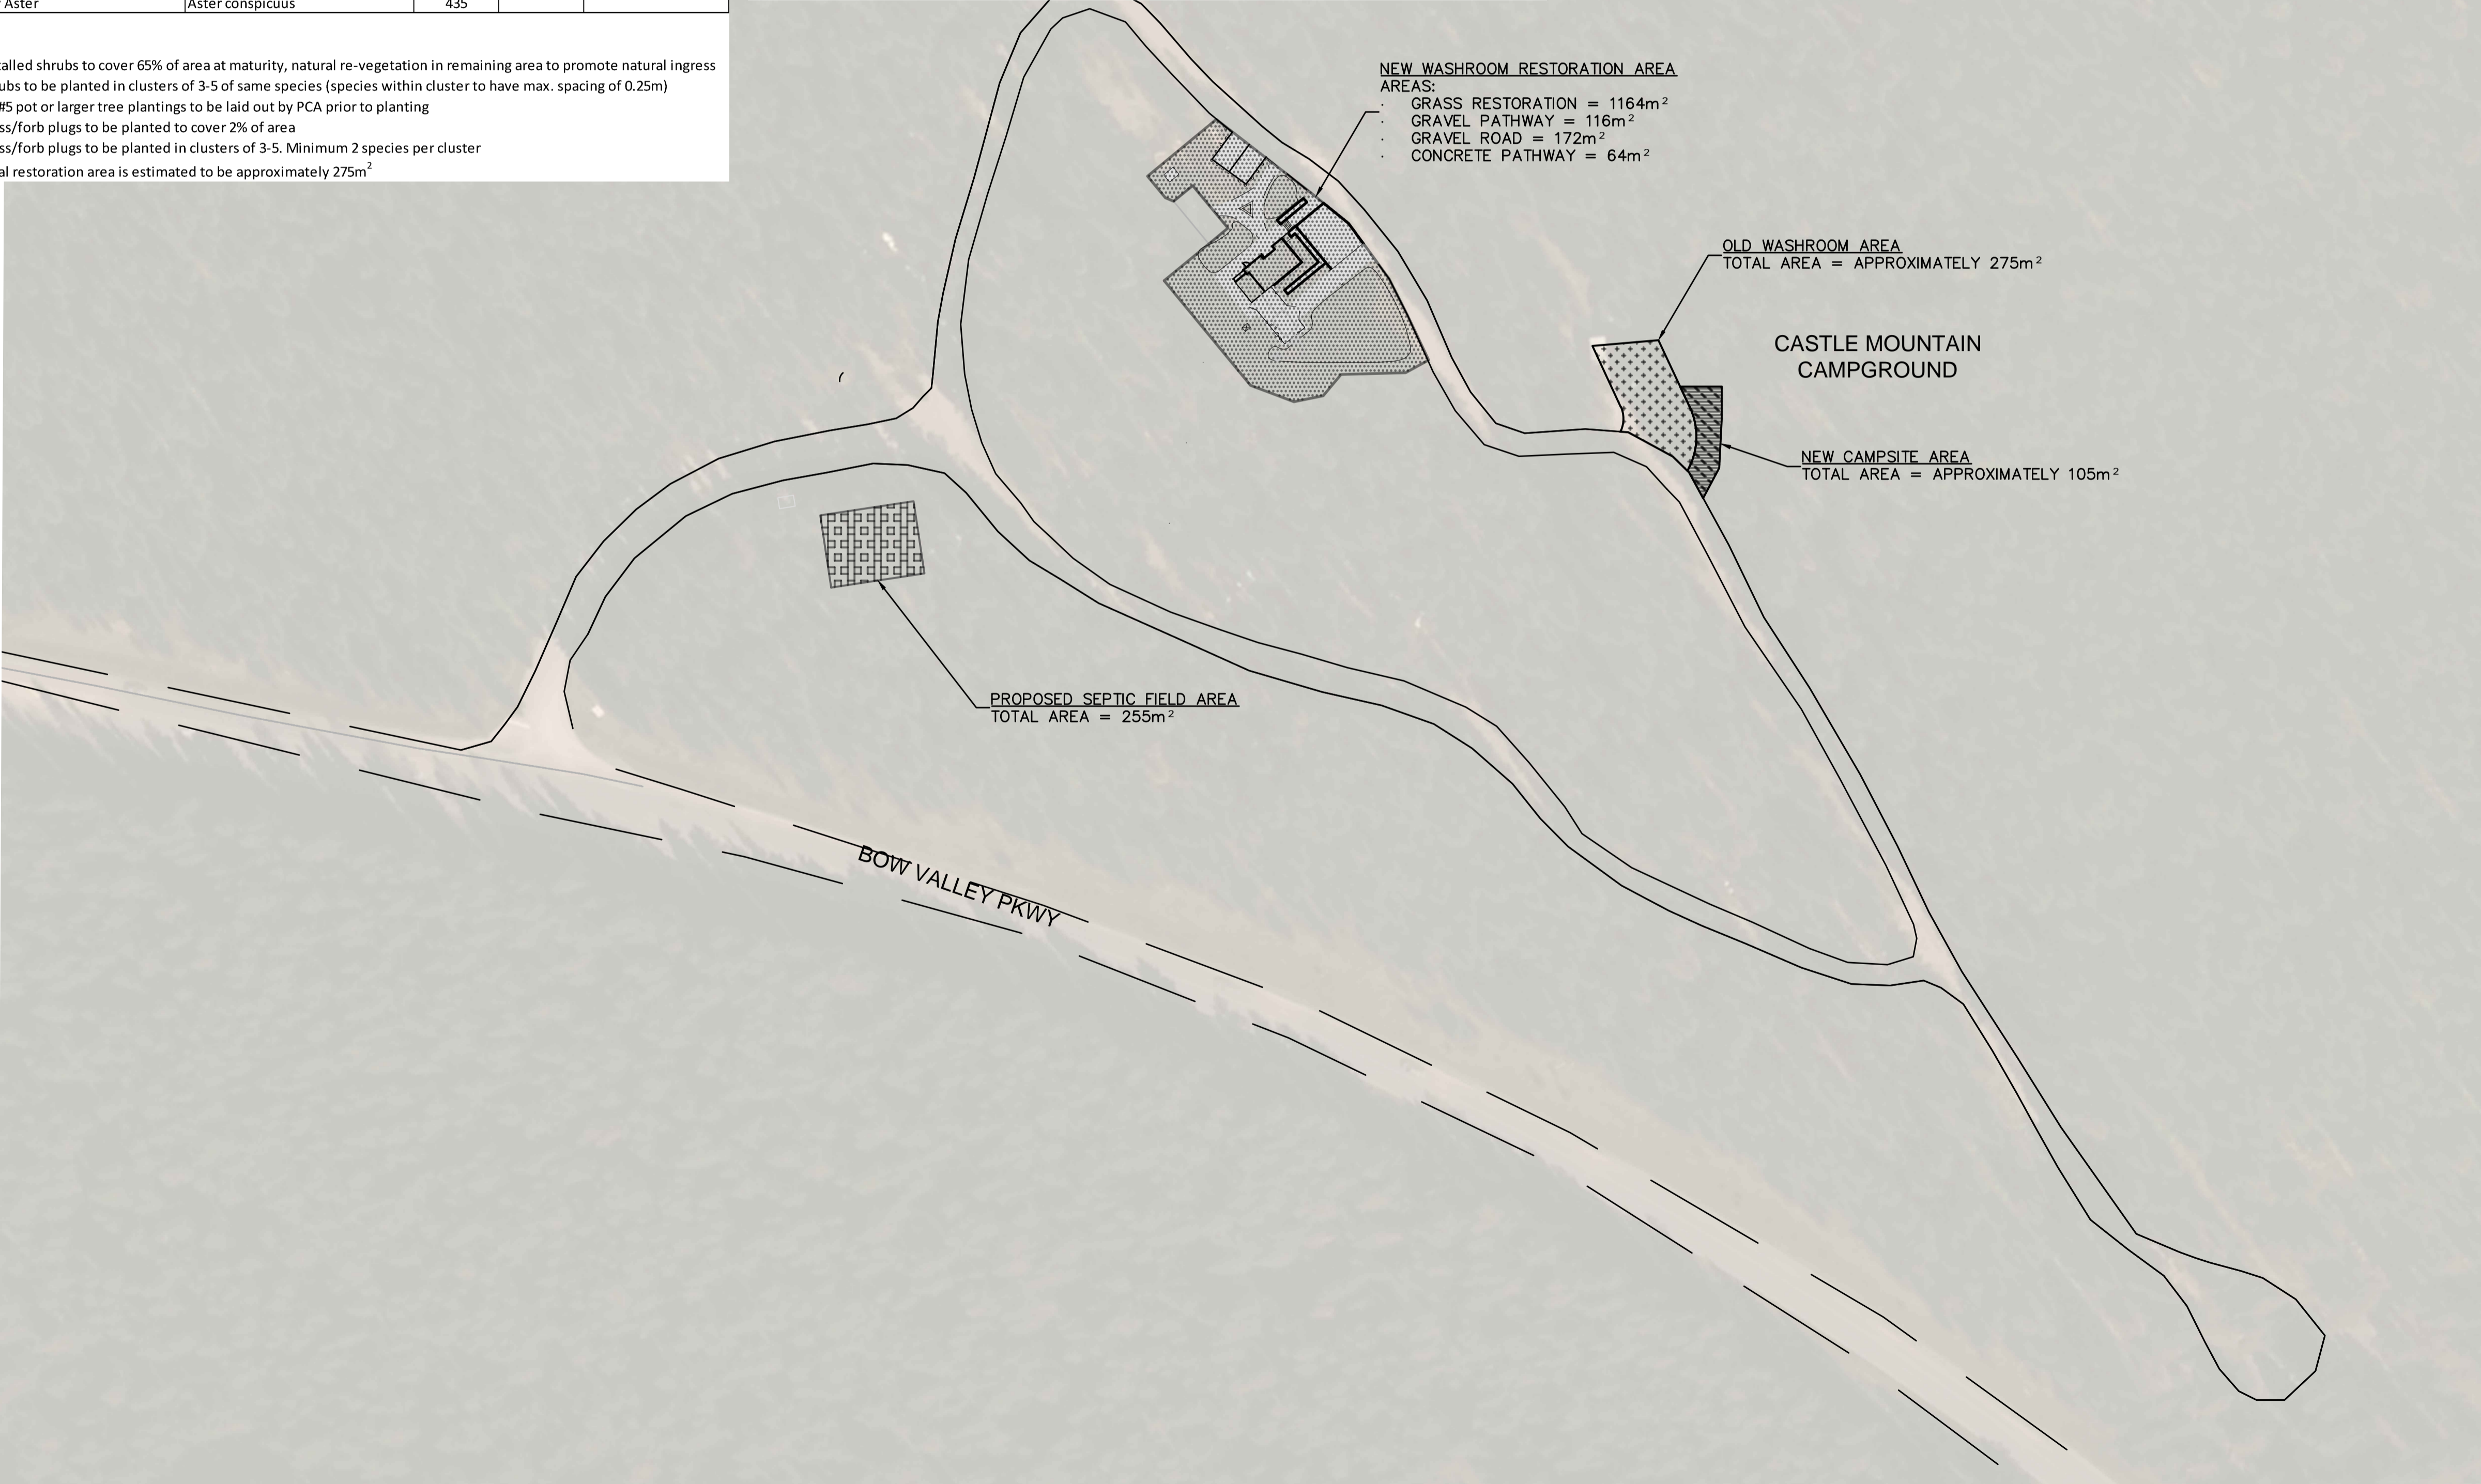 Aster Aster conspicuus 435
talled shrubs to cover 65% of area at maturity, natural re-vegetation in remaining area to promote natural ingress
ubs to be planted in clusters of 3-5 of same species (species within cluster to have max. spacing of 0.25m)
#5 pot or larger tree plantings to be laid out by PCA prior to planting
ss/forb plugs to be planted to cover 2% of area
ss/forb plugs to be planted in clusters of 3-5. Minimum 2 species per cluster
al restoration area is estimated to be approximately 275m²
NEW WASHROOM RESTORATION AREA
AREAS:
· GRASS RESTORATION = 1164m²
· GRAVEL PATHWAY = 116m²
· GRAVEL ROAD = 172m²
· CONCRETE PATHWAY = 64m²
OLD WASHROOM AREA
TOTAL AREA = APPROXIMATELY 275m²
CASTLE MOUNTAIN
CAMPGROUND
NEW CAMPSITE AREA
TOTAL AREA = APPROXIMATELY 105m²
PROPOSED SEPTIC FIELD AREA
TOTAL AREA = 255m²
BOW VALLEY PKWY